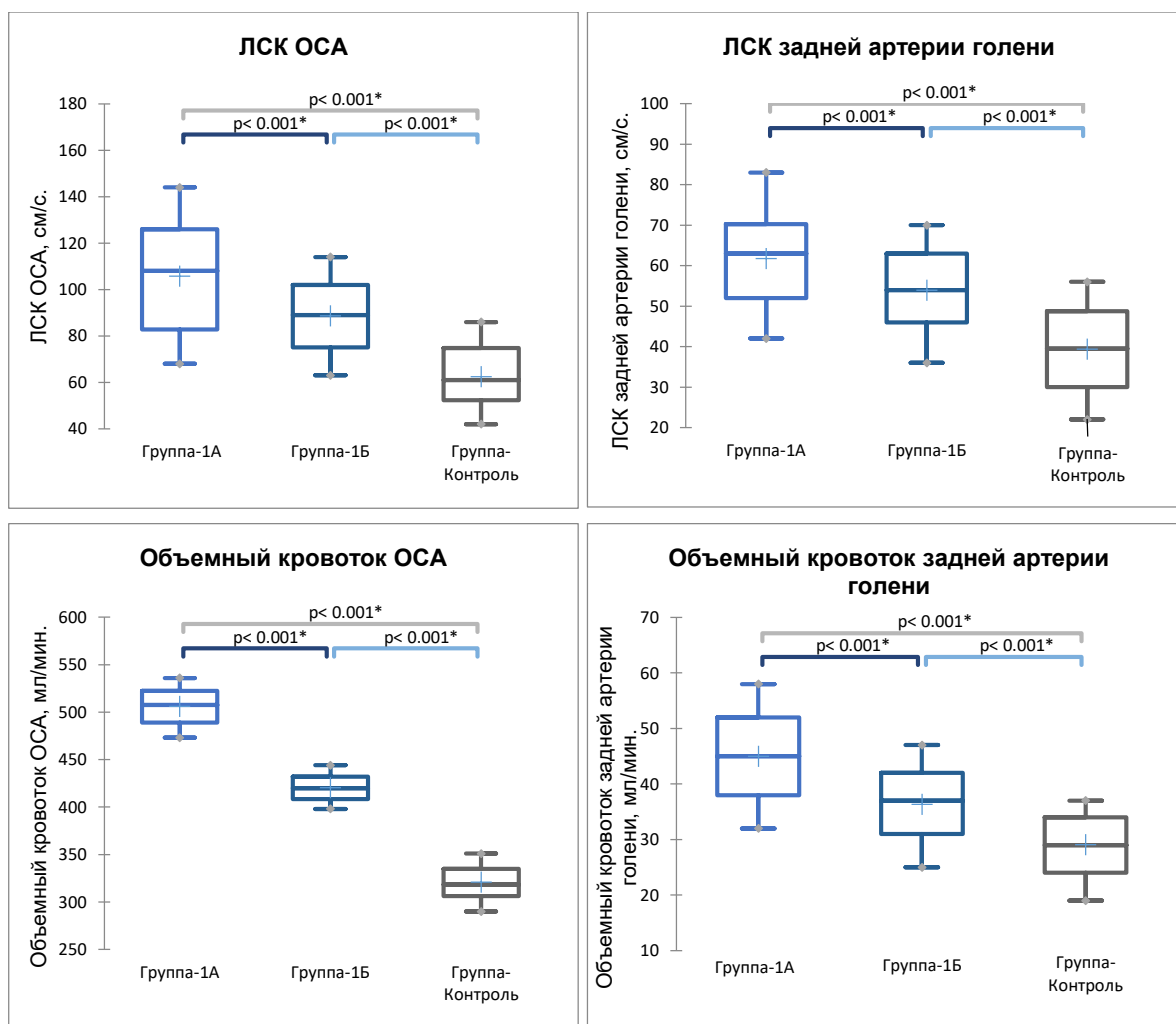 ЛСК ОСА
ЛСК ОСА, см/с.
180
160
140
120
100
80
60
40
p< 0.001*
p< 0.001*
p< 0.001*
Группа-1А
Группа-1Б
Группа-
Контроль
ЛСК задней артерии голени
ЛСК задней артерии голени, см/с.
100
90
80
70
60
50
40
30
20
p< 0.001*
p< 0.001*
p< 0.001*
Группа-1А
Группа-1Б
Группа-
Контроль
Объемный кровоток ОСА
Объемный кровоток ОСА, мл/мин.
600
550
500
450
400
350
300
250
p< 0.001*
p< 0.001*
p< 0.001*
Группа-1А
Группа-1Б
Группа-
Контроль
Объемный кровоток задней артерии
голени
Объемный кровоток задней артерии
голени, мл/мин.
70
60
50
40
30
20
10
p< 0.001*
p< 0.001*
p< 0.001*
Группа-1А
Группа-1Б
Группа-
Контроль